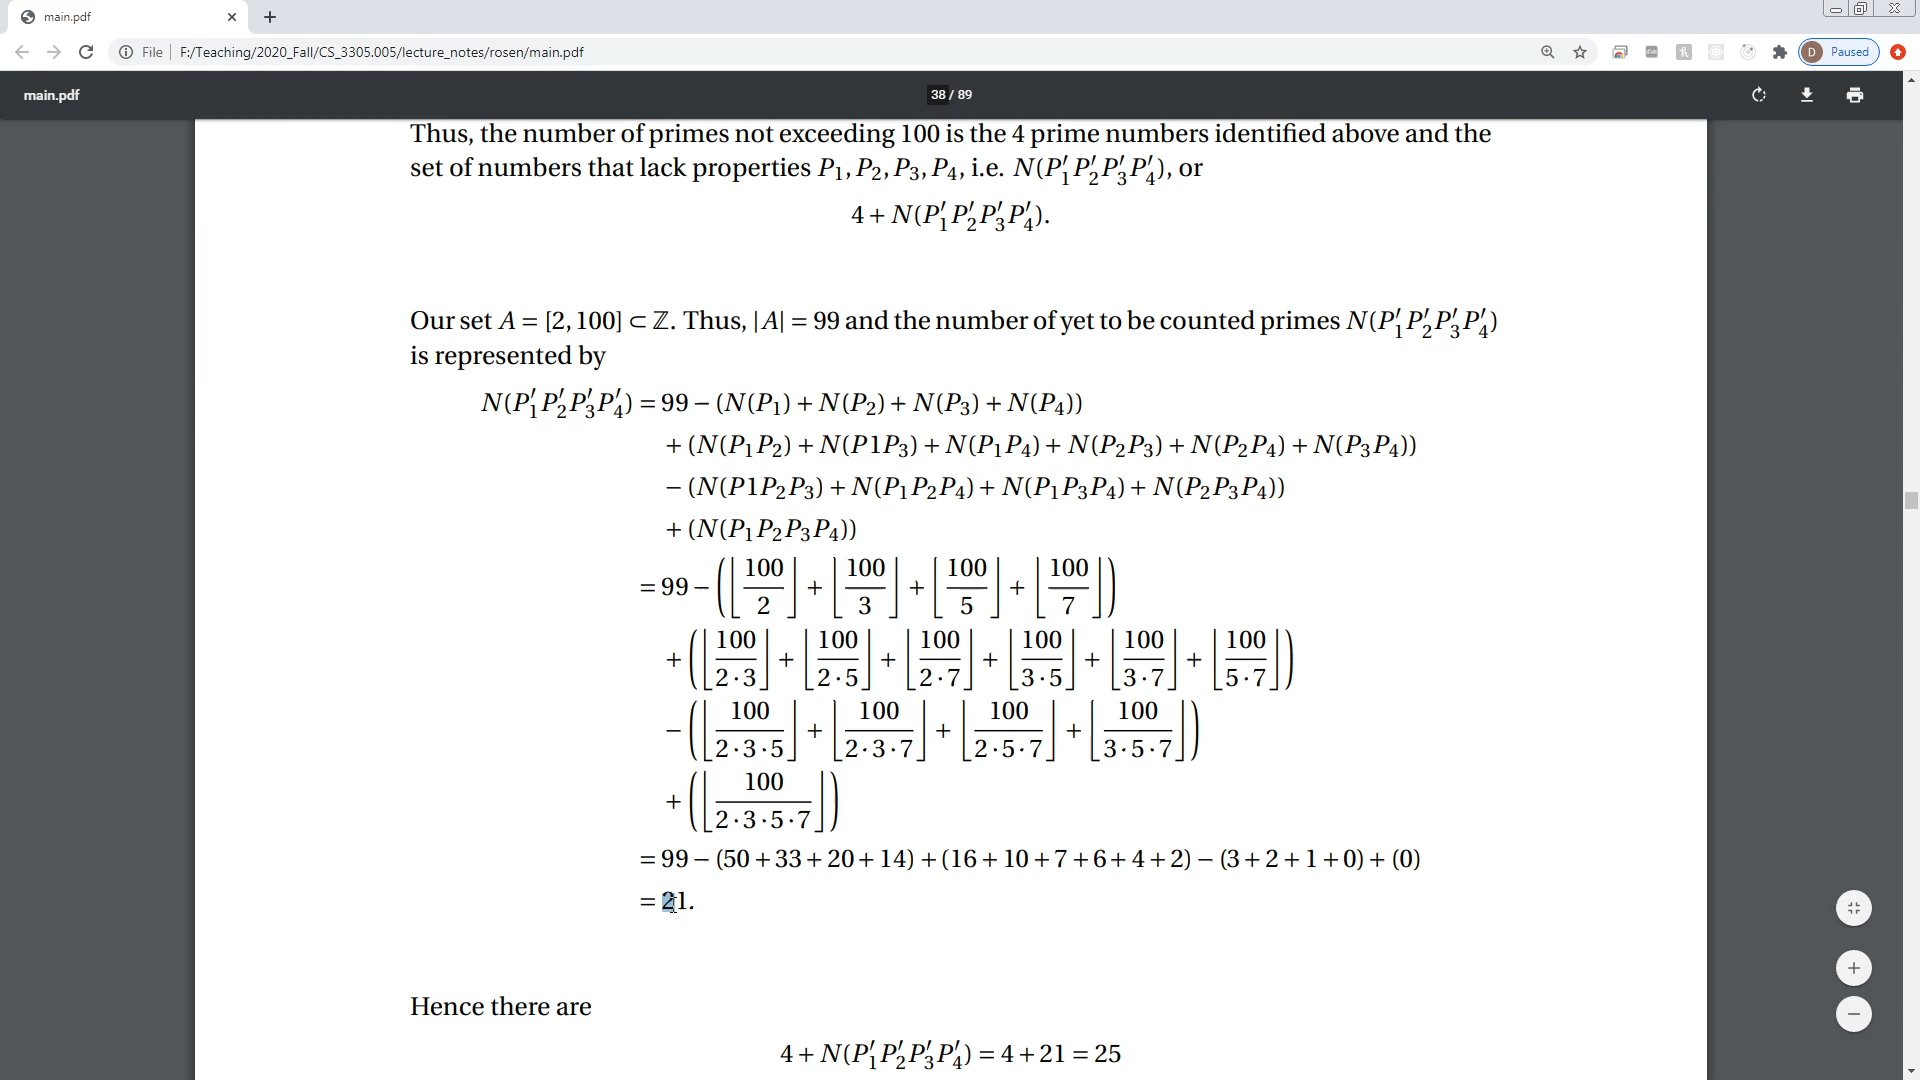 main.pdf
File F:/Teaching/2020_Fall/CS_3305.005/lecture_notes/rosen/main.pdf D Paused
main.pdf 38 / 89
Thus, the number of primes not exceeding 100 is the 4 prime numbers identified above and the
set of numbers that lack properties P₁, P₂, P₃, P₄, i.e. N(P′₁P′₂P′₃P′₄), or
4 + N(P′₁P′₂P′₃P′₄).
Our set A = [2, 100] ⊂ ℤ. Thus, |A| = 99 and the number of yet to be counted primes N(P′₁P′₂P′₃P′₄)
is represented by
N(P′₁P′₂P′₃P′₄) = 99 − (N(P₁) + N(P₂) + N(P₃) + N(P₄))
+ (N(P₁P₂) + N(P1P₃) + N(P₁P₄) + N(P₂P₃) + N(P₂P₄) + N(P₃P₄))
− (N(P1P₂P₃) + N(P₁P₂P₄) + N(P₁P₃P₄) + N(P₂P₃P₄))
+ (N(P₁P₂P₃P₄))
= 99 − (⌊100/2⌋ + ⌊100/3⌋ + ⌊100/5⌋ + ⌊100/7⌋)
+ (⌊100/2·3⌋ + ⌊100/2·5⌋ + ⌊100/2·7⌋ + ⌊100/3·5⌋ + ⌊100/3·7⌋ + ⌊100/5·7⌋)
− (⌊100/2·3·5⌋ + ⌊100/2·3·7⌋ + ⌊100/2·5·7⌋ + ⌊100/3·5·7⌋)
+ (⌊100/2·3·5·7⌋)
= 99 − (50 + 33 + 20 + 14) + (16 + 10 + 7 + 6 + 4 + 2) − (3 + 2 + 1 + 0) + (0)
= 21.
Hence there are
4 + N(P′₁P′₂P′₃P′₄) = 4 + 21 = 25